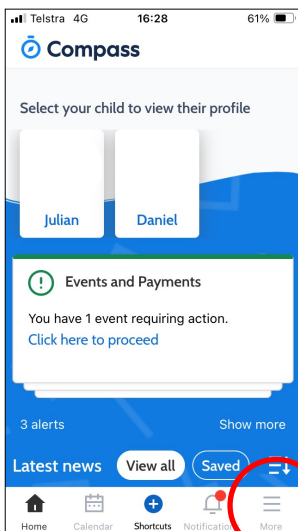 Telstra 4G 16:28 61%
Compass
Select your child to view their profile
Julian Daniel
Events and Payments
You have 1 event requiring action.
Click here to proceed
3 alerts Show more
Latest news View all Saved
Home Calendar Shortcuts Notification More